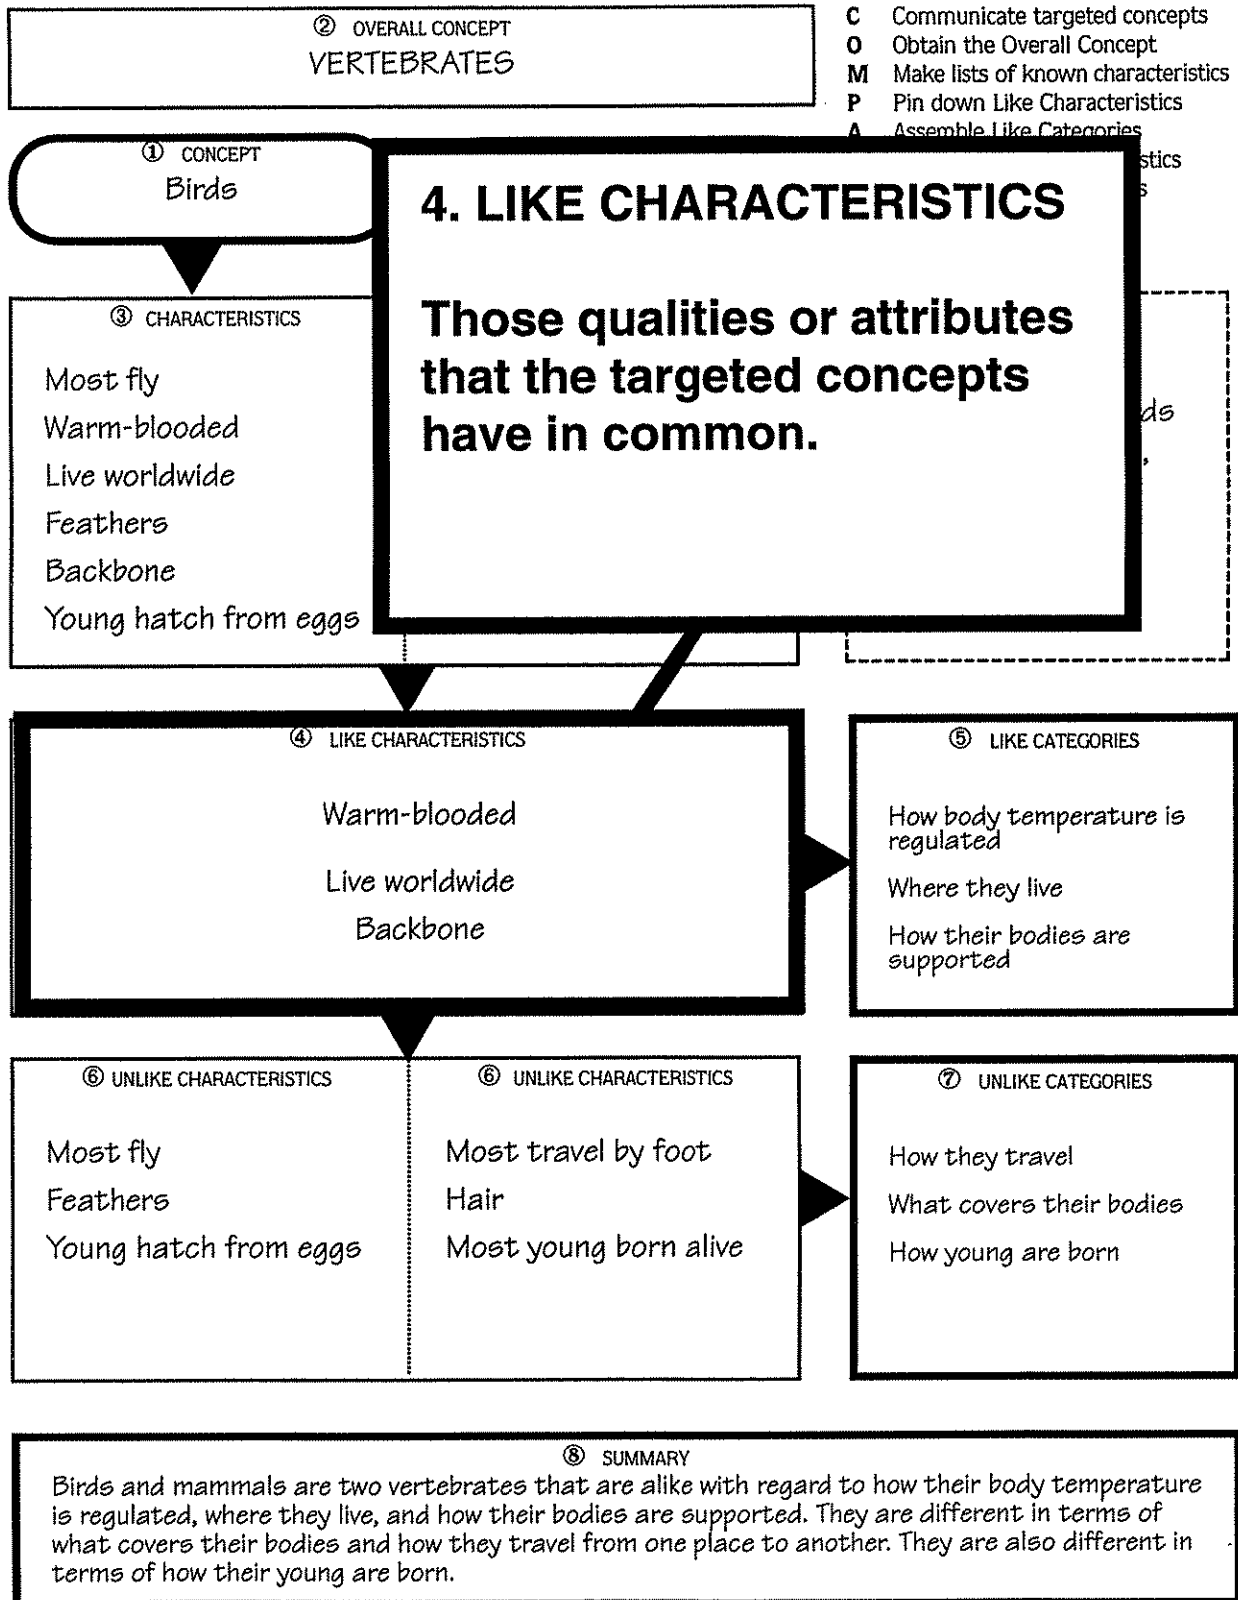 ② OVERALL CONCEPT
VERTEBRATES
C Communicate targeted concepts
O Obtain the Overall Concept
M Make lists of known characteristics
P Pin down Like Characteristics
A Assemble Like Categories
stics
s
① CONCEPT
Birds
4. LIKE CHARACTERISTICS
Those qualities or attributes
that the targeted concepts
have in common.
③ CHARACTERISTICS
Most fly
Warm-blooded
Live worldwide
Feathers
Backbone
Young hatch from eggs
ds
,
④ LIKE CHARACTERISTICS
Warm-blooded
Live worldwide
Backbone
⑤ LIKE CATEGORIES
How body temperature is
regulated
Where they live
How their bodies are
supported
⑥ UNLIKE CHARACTERISTICS
Most fly
Feathers
Young hatch from eggs
⑥ UNLIKE CHARACTERISTICS
Most travel by foot
Hair
Most young born alive
⑦ UNLIKE CATEGORIES
How they travel
What covers their bodies
How young are born
⑧ SUMMARY
Birds and mammals are two vertebrates that are alike with regard to how their body temperature
is regulated, where they live, and how their bodies are supported. They are different in terms of
what covers their bodies and how they travel from one place to another. They are also different in
terms of how their young are born.